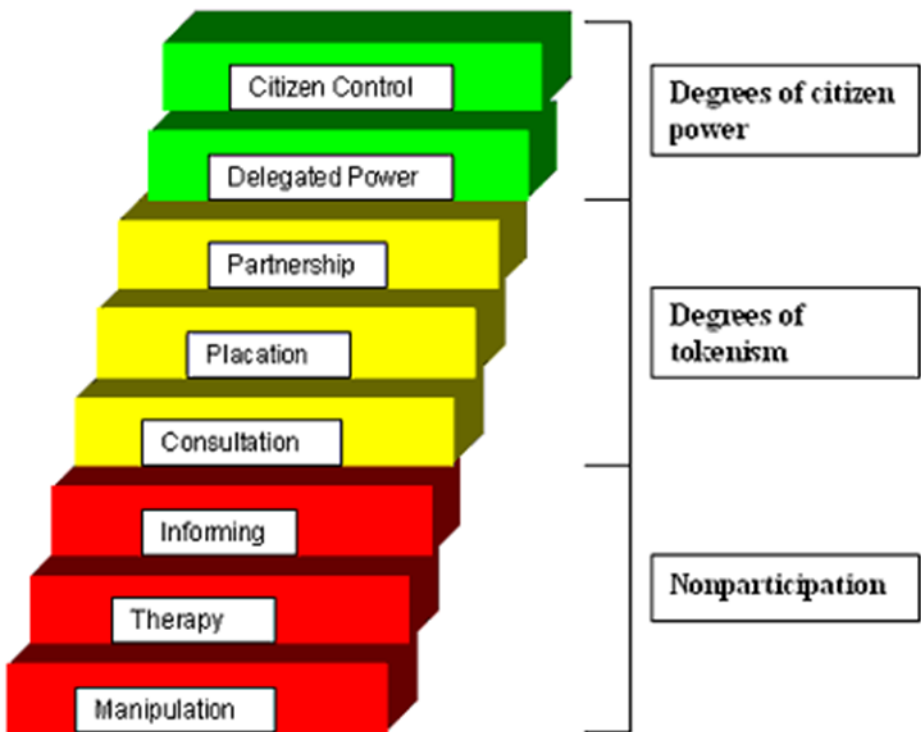 Citizen Control
Degrees of citizen
power
Delegated Power
Partnership
Placation
Degrees of
tokenism
Consultation
Informing
Therapy
Nonparticipation
Manipulation